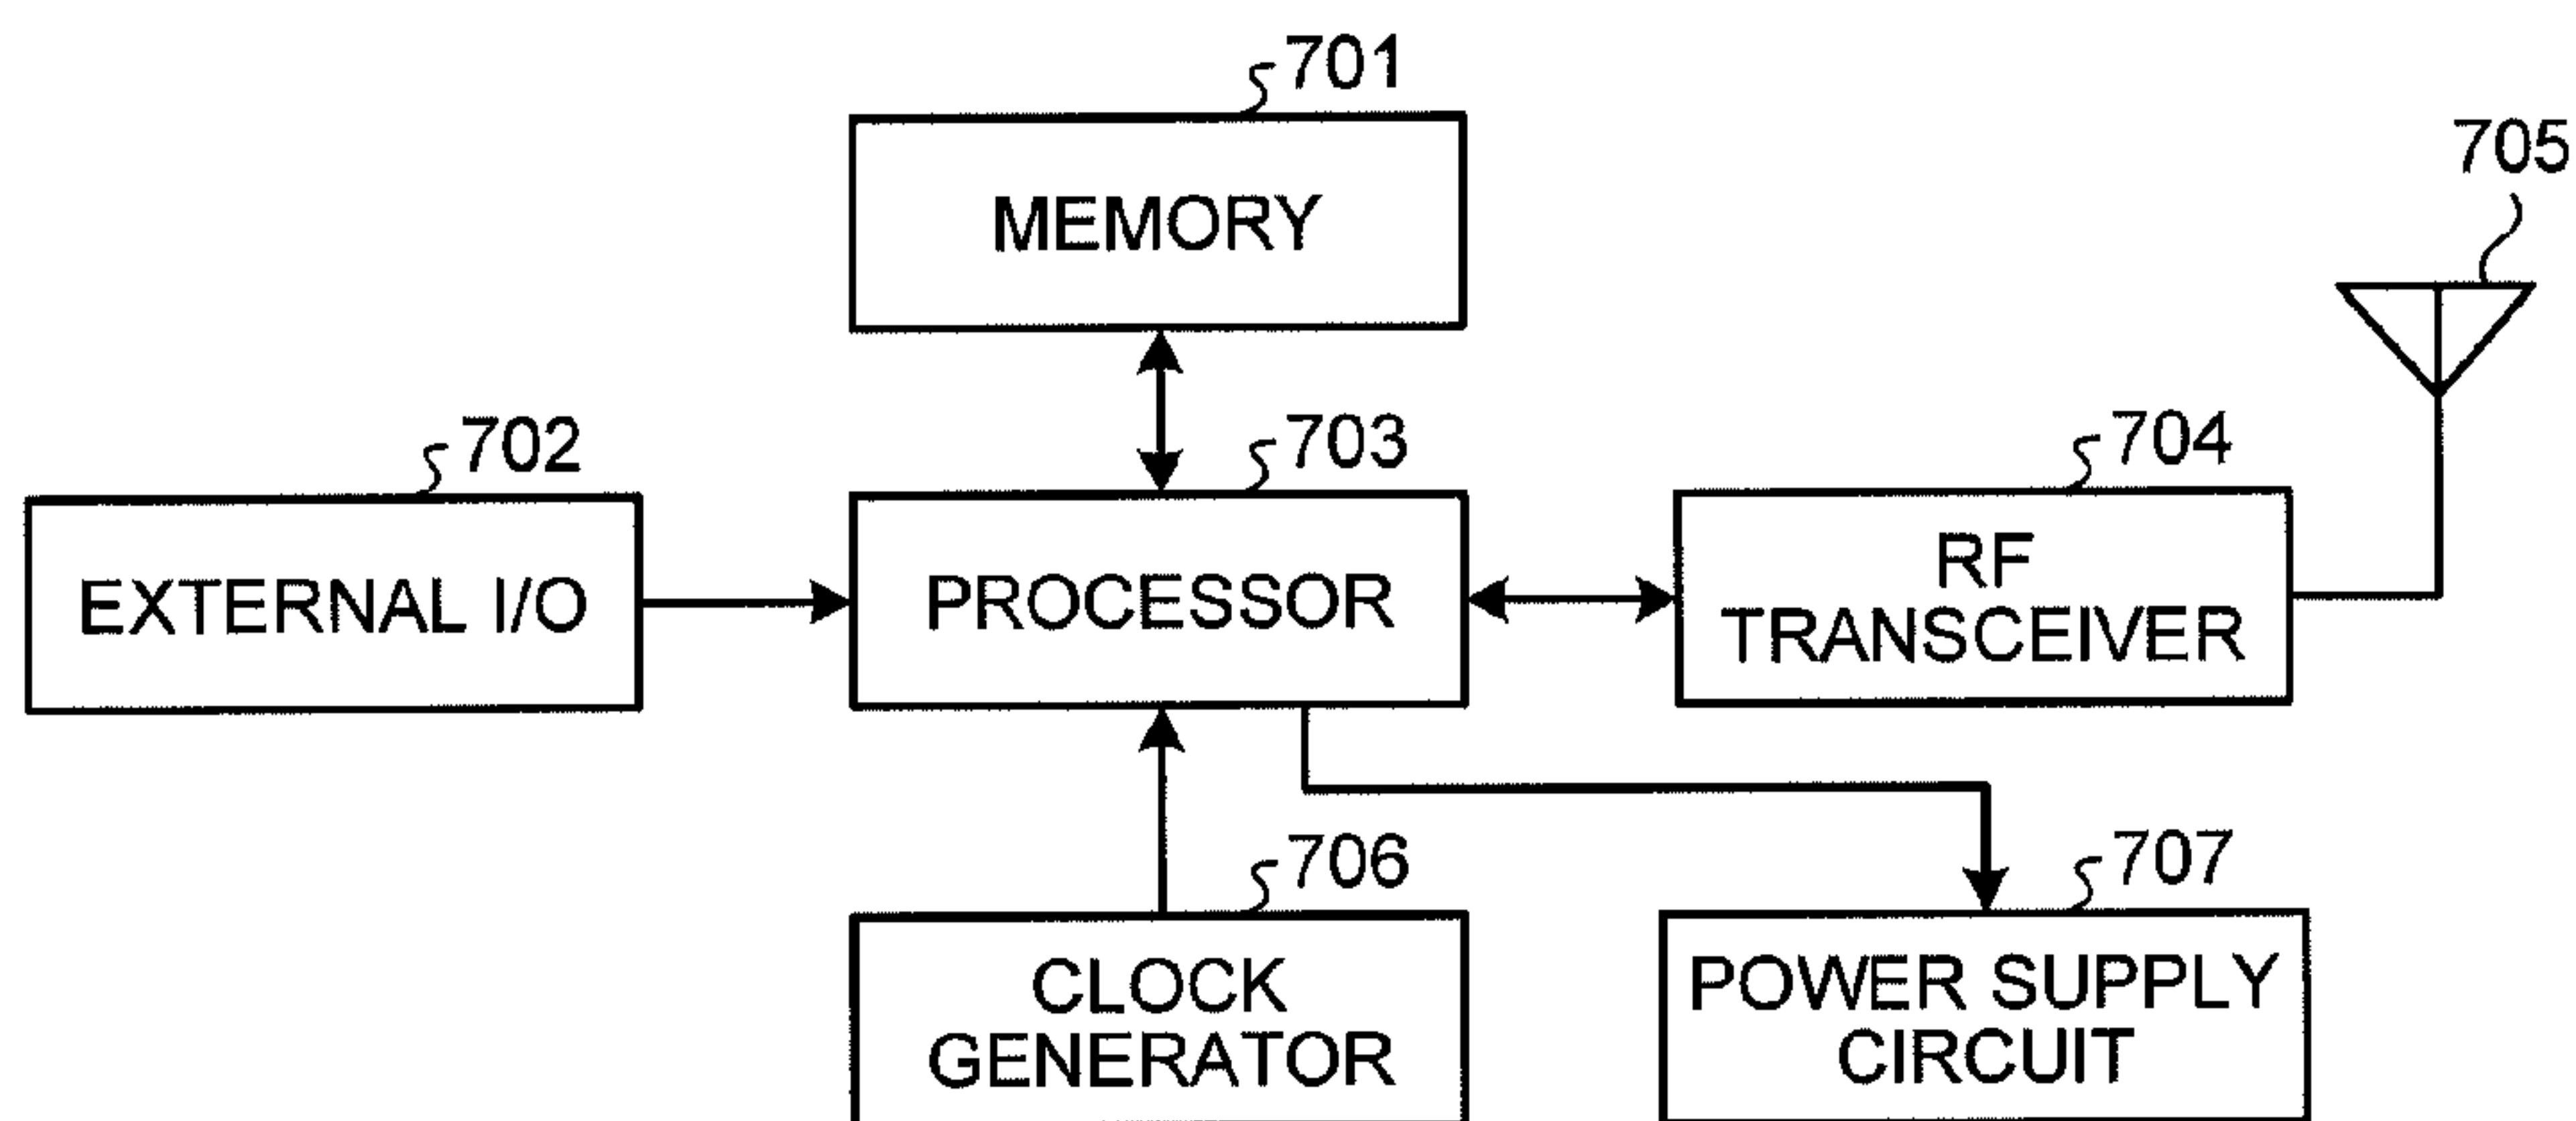 701
MEMORY
705
702
EXTERNAL I/O
703
PROCESSOR
704
RF
TRANSCEIVER
706
CLOCK
GENERATOR
707
POWER SUPPLY
CIRCUIT